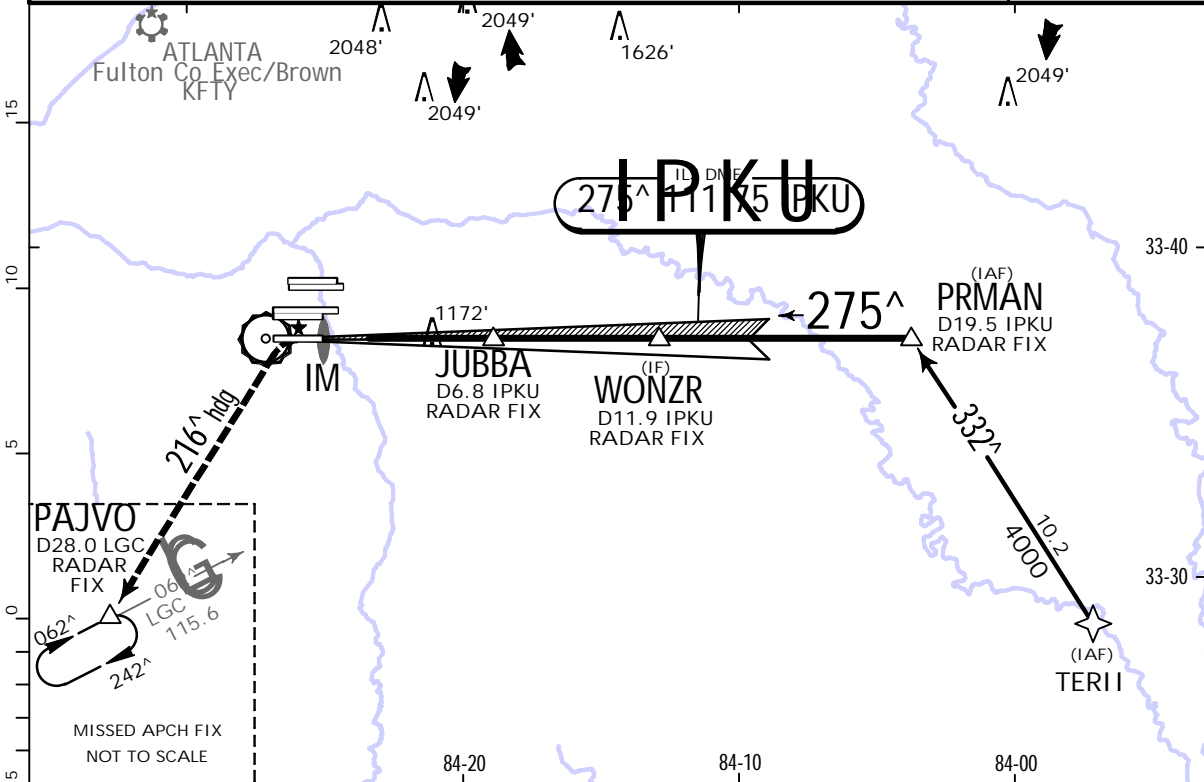 2049'
2048'
1626'
ATLANTA
Fulton Co Exec/Brown
KFTY
2049'
2049'
15
ILS DME
IPKU
275^ 111.75 IPKU
33-40
10
(IAF)
PRMAN
D19.5 IPKU
RADAR FIX
275^
1172'
JUBBA
D6.8 IPKU
RADAR FIX
(IF)
WONZR
D11.9 IPKU
RADAR FIX
IM
216^ hdg
332^
5
PAJVO
D28.0 LGC
RADAR
FIX
LGC
115.6
10.2
4000
33-30
0
062^
242^
(IAF)
TERII
MISSED APCH FIX
NOT TO SCALE
84-20
84-10
84-00
5